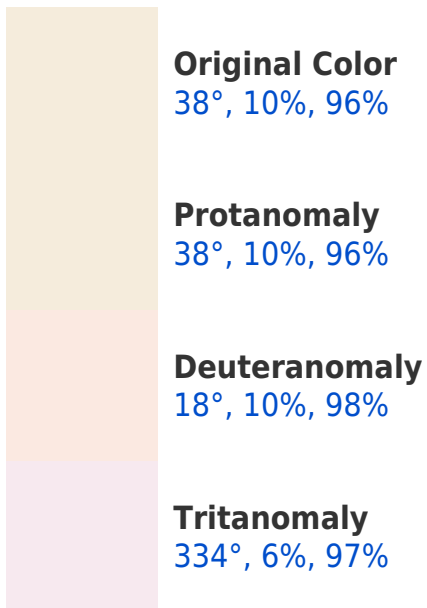 Original Color
38°, 10%, 96%
Protanomaly
38°, 10%, 96%
Deuteranomaly
18°, 10%, 98%
Tritanomaly
334°, 6%, 97%